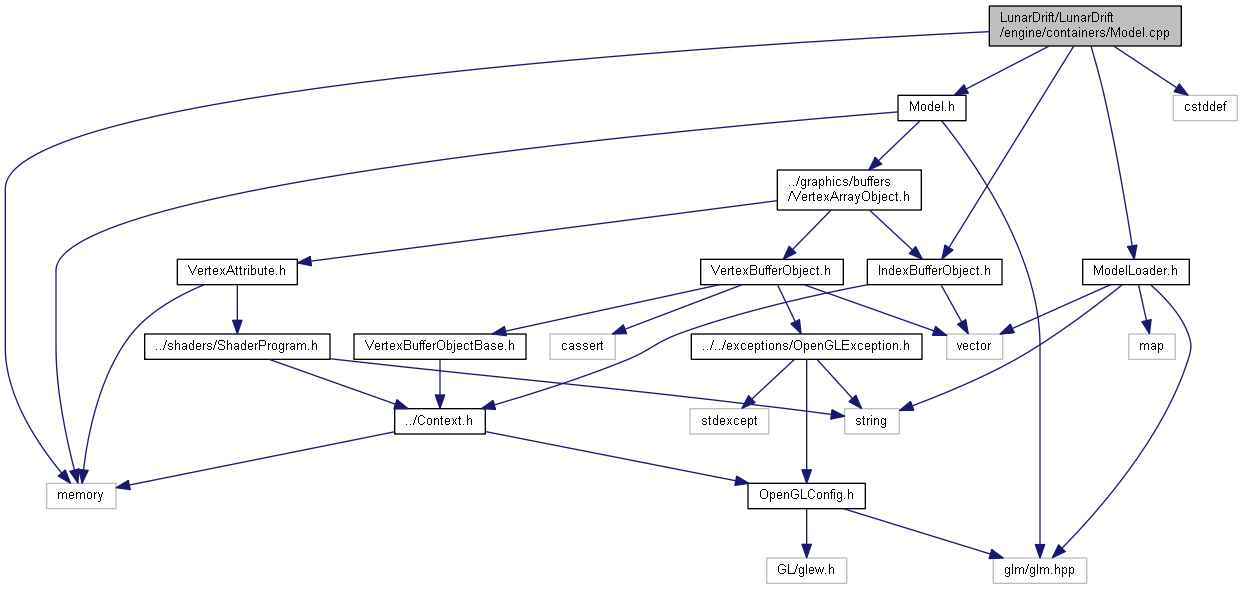 LunarDrift/LunarDrift
/engine/containers/Model.cpp
Model.h
cstddef
../graphics/buffers
/VertexArrayObject.h
VertexAttribute.h
VertexBufferObject.h
IndexBufferObject.h
ModelLoader.h
../shaders/ShaderProgram.h
VertexBufferObjectBase.h
cassert
../../exceptions/OpenGLException.h
vector
map
../Context.h
stdexcept
string
memory
OpenGLConfig.h
GL/glew.h
glm/glm.hpp